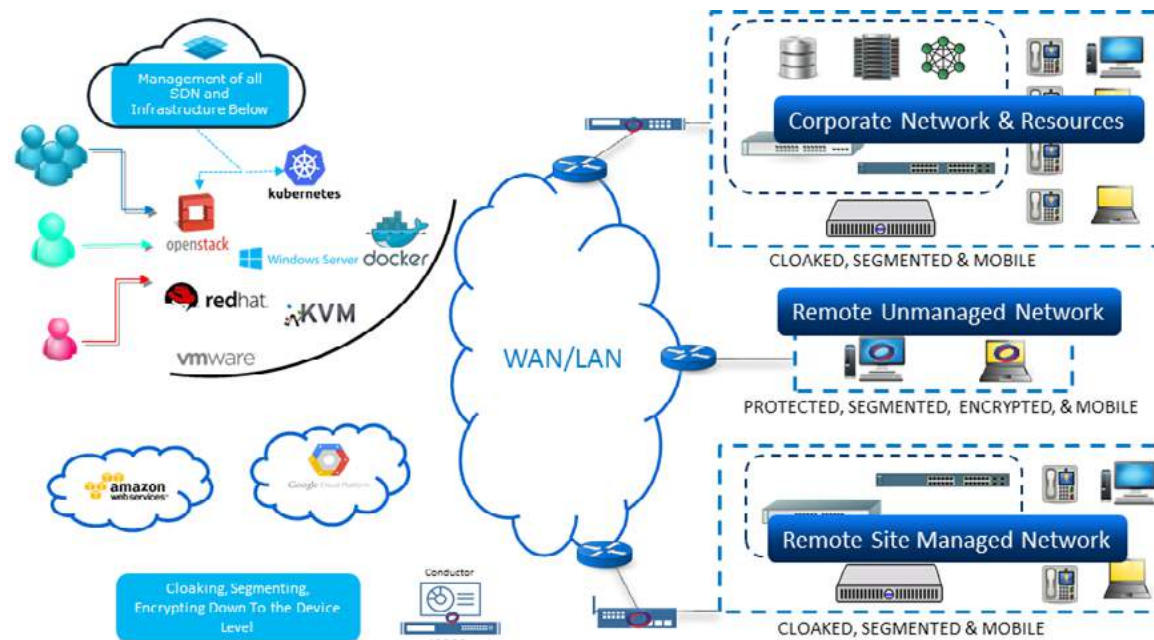 Management of all
SDN and
Infrastructure Below
kubernetes
openstack
Windows Server
docker
redhat.
KVM
vmware
amazon
webservices™
Google Cloud Platform
Cloaking, Segmenting,
Encrypting Down To the Device
Level
Conductor
WAN/LAN
Corporate Network & Resources
CLOAKED, SEGMENTED & MOBILE
Remote Unmanaged Network
PROTECTED, SEGMENTED, ENCRYPTED, & MOBILE
Remote Site Managed Network
CLOAKED, SEGMENTED & MOBILE